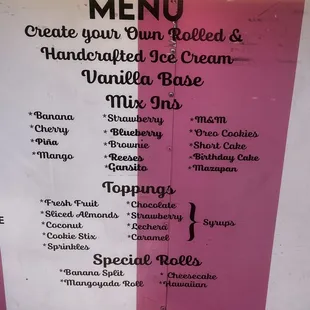 MENU
Create your Own Rolled &
Handcrafted Ice Cream
Vanilla Base
Mix Ins
*Banana *Strawberry *M&M
*Cherry *Blueberry *Oreo Cookies
*Piña *Brownie *Short Cake
*Mango *Reeses *Birthday Cake
*Gansito *Mazapan
Toppings
*Fresh Fruit *Chocolate
*Sliced Almonds *Strawberry } Syrups
*Coconut *Lechera
*Cookie Stix *Caramel
*Sprinkles
E
Special Rolls
*Banana Split *Cheesecake
*Mangoyada Roll *Hawaiian